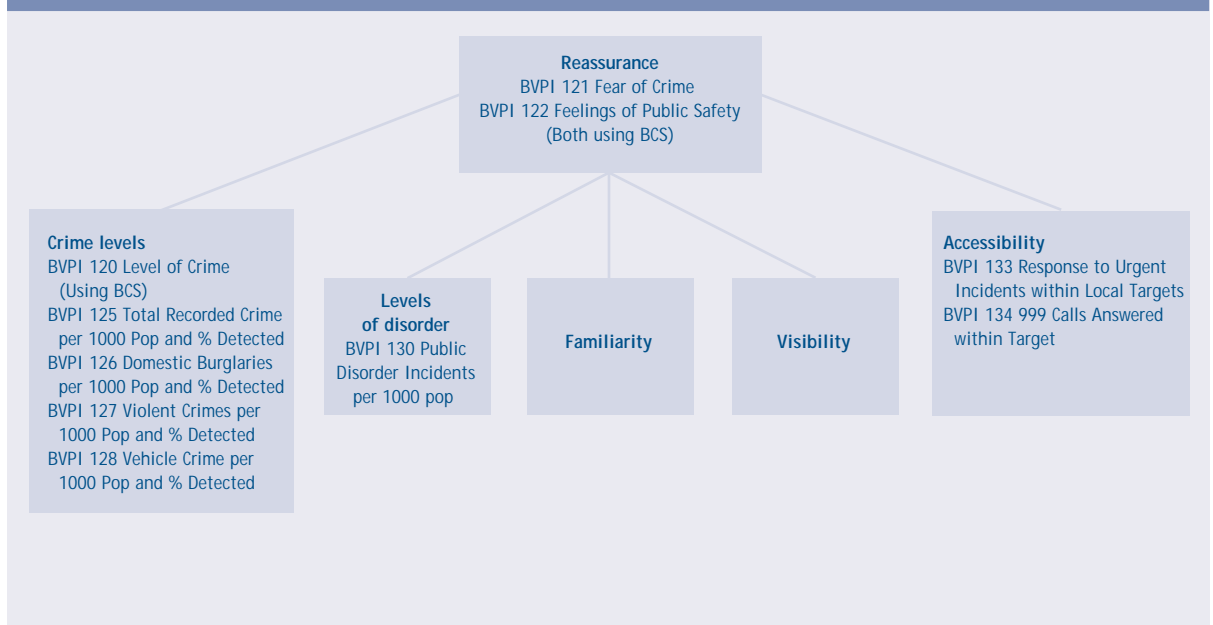 Reassurance
BVPI 121 Fear of Crime
BVPI 122 Feelings of Public Safety
(Both using BCS)
Crime levels
BVPI 120 Level of Crime
(Using BCS)
BVPI 125 Total Recorded Crime
per 1000 Pop and % Detected
BVPI 126 Domestic Burglaries
per 1000 Pop and % Detected
BVPI 127 Violent Crimes per
1000 Pop and % Detected
BVPI 128 Vehicle Crime per
1000 Pop and % Detected
Levels
of disorder
BVPI 130 Public
Disorder Incidents
per 1000 pop
Familiarity
Visibility
Accessibility
BVPI 133 Response to Urgent
Incidents within Local Targets
BVPI 134 999 Calls Answered
within Target